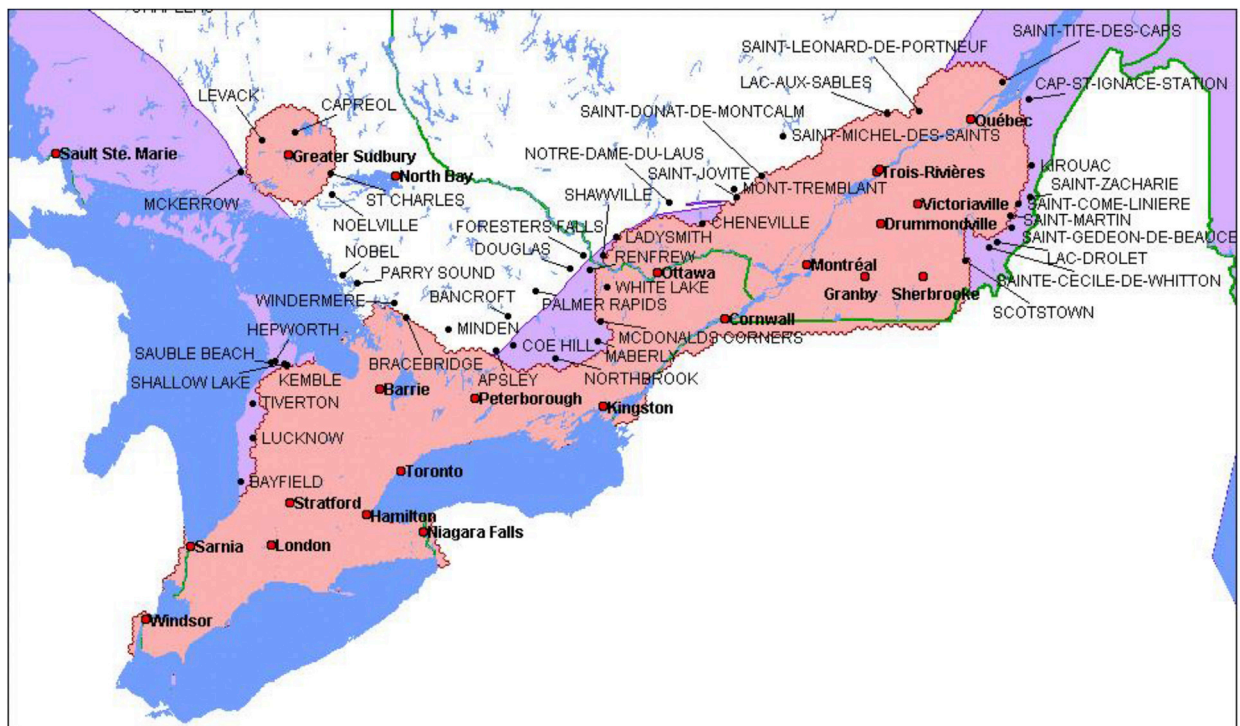 SAINT-TITE-DES-CAPS
SAINT-LEONARD-DE-PORTNEUF
LAC-AUX-SABLES
CAP-ST-IGNACE-STATION
LEVACK
CAPREOL
SAINT-DONAT-DE-MONTCALM
Québec
SAINT-MICHEL-DES-SAINTS
Sault Ste. Marie
Greater Sudbury
NOTRE-DAME-DU-LAUS
North Bay
SAINT-JOVITE
Trois-Rivières
KIROUAC
MCKERROW
ST CHARLES
SHAWVILLE
MONT-TREMBLANT
SAINT-ZACHARIE
Victoriaville
SAINT-COME-LINIERE
NOELVILLE
FORESTERS FALLS
CHENEVILLE
Drummondville
SAINT-MARTIN
LADYSMITH
SAINT-GEDEON-DE-BEAUCE
DOUGLAS
NOBEL
RENFREW
LAC-DROLET
PARRY SOUND
Ottawa
Montréal
SAINTE-CECILE-DE-WHITTON
WHITE LAKE
Granby
Sherbrooke
WINDERMERE
BANCROFT
PALMER RAPIDS
SCOTSTOWN
Cornwall
HEPWORTH
MINDEN
MCDONALDS CORNERS
SAUBLE BEACH
COE HILL
MABERLY
BRACEBRIDGE
SHALLOW LAKE
KEMBLE
APSLEY
NORTHBROOK
Barrie
Peterborough
TIVERTON
Kingston
LUCKNOW
Toronto
BAYFIELD
Stratford
Hamilton
Niagara Falls
Sarnia
London
Windsor